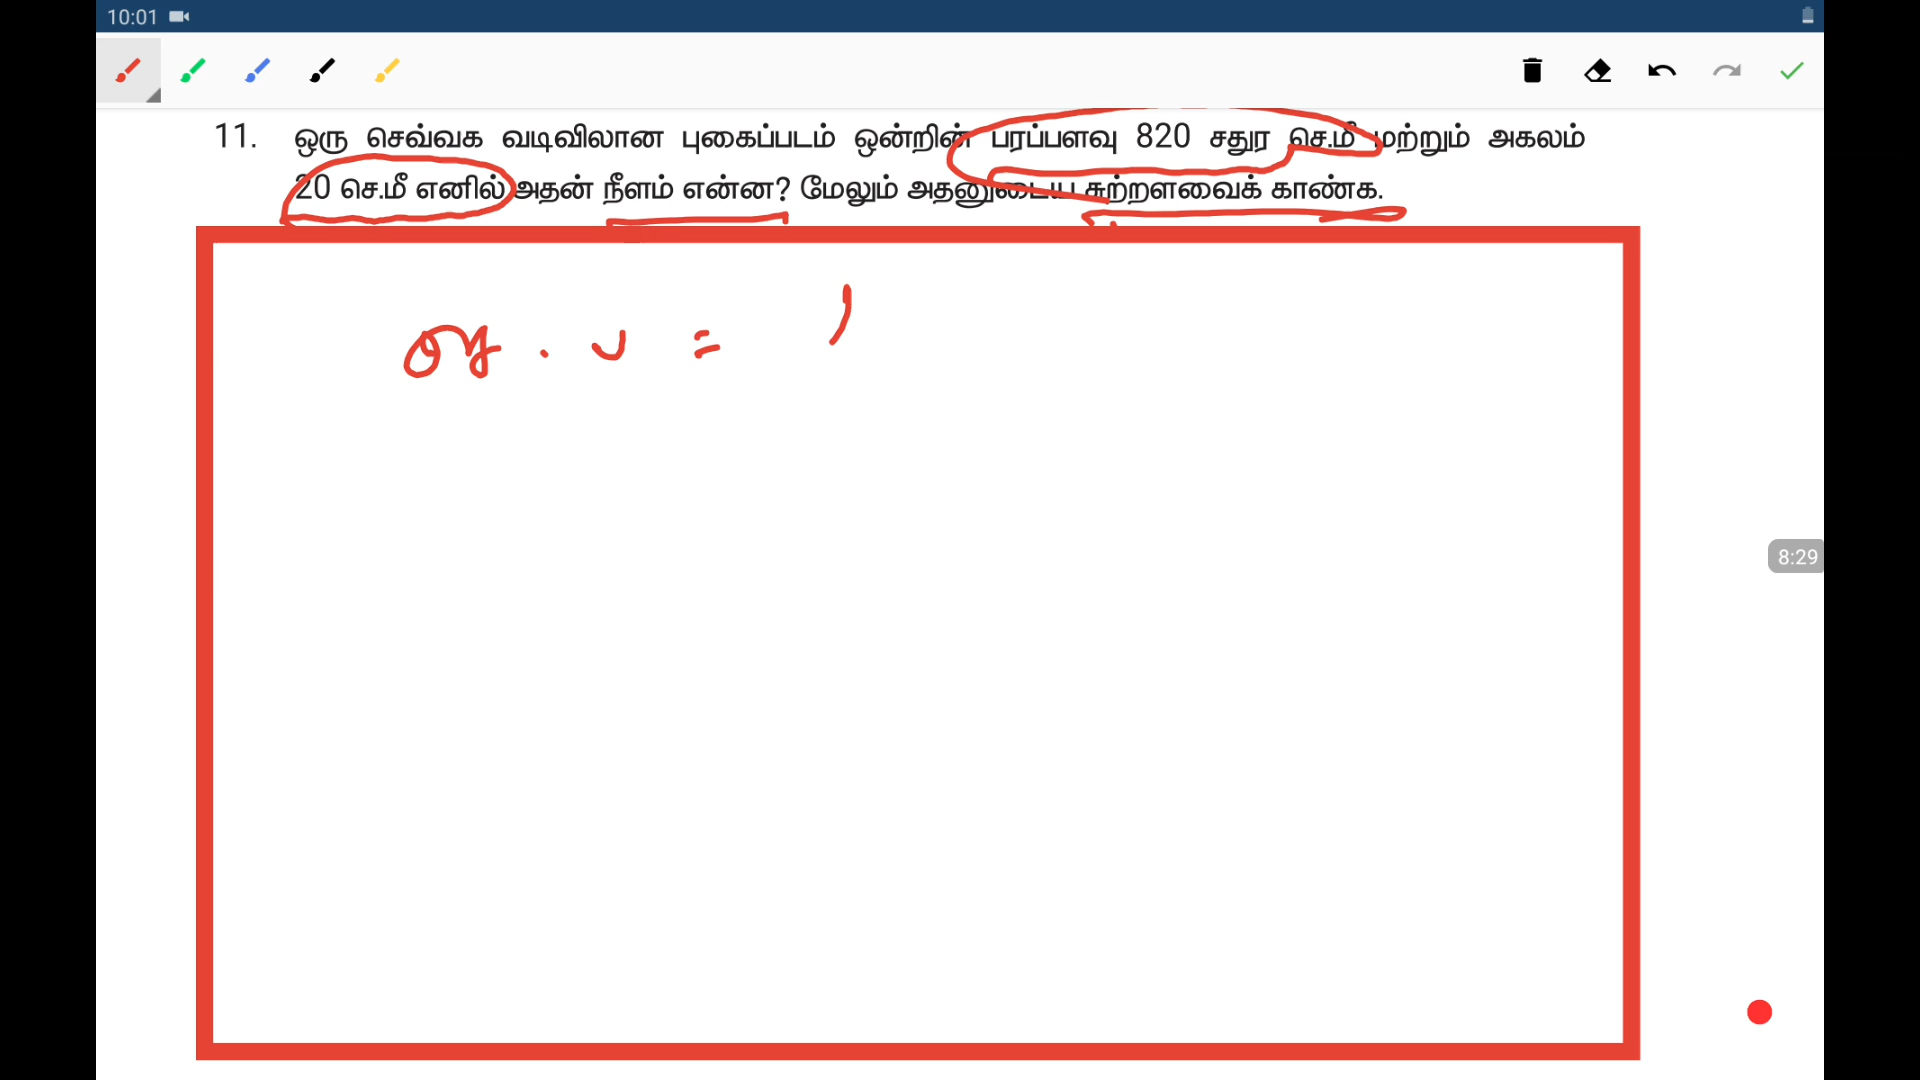 10:01
11. ஒரு செவ்வக வடிவிலான புகைப்படம் ஒன்றின் பரப்பளவு 820 சதுர செ.மீ மற்றும் அகலம்
20 செ.மீ எனில் அதன் நீளம் என்ன? மேலும் அதனுடைய சுற்றளவைக் காண்க.
செ . ப =
8:29